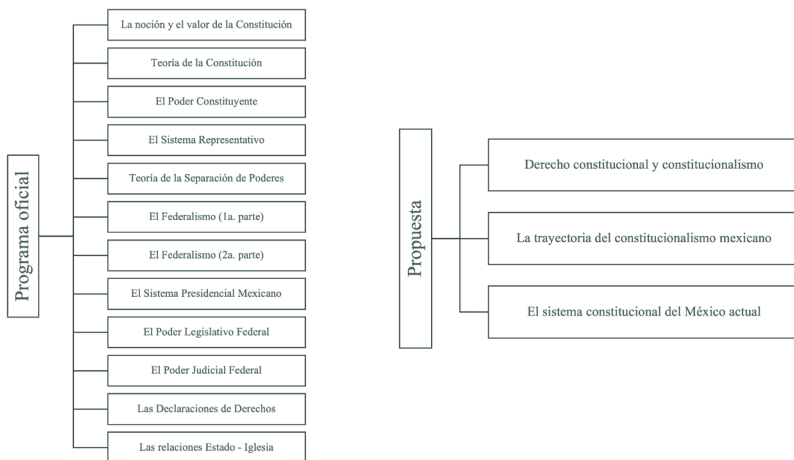 Programa oficial
La noción y el valor de la Constitución
Teoría de la Constitución
El Poder Constituyente
El Sistema Representativo
Teoría de la Separación de Poderes
El Federalismo (1a. parte)
El Federalismo (2a. parte)
El Sistema Presidencial Mexicano
El Poder Legislativo Federal
El Poder Judicial Federal
Las Declaraciones de Derechos
Las relaciones Estado - Iglesia
Propuesta
Derecho constitucional y constitucionalismo
La trayectoria del constitucionalismo mexicano
El sistema constitucional del México actual